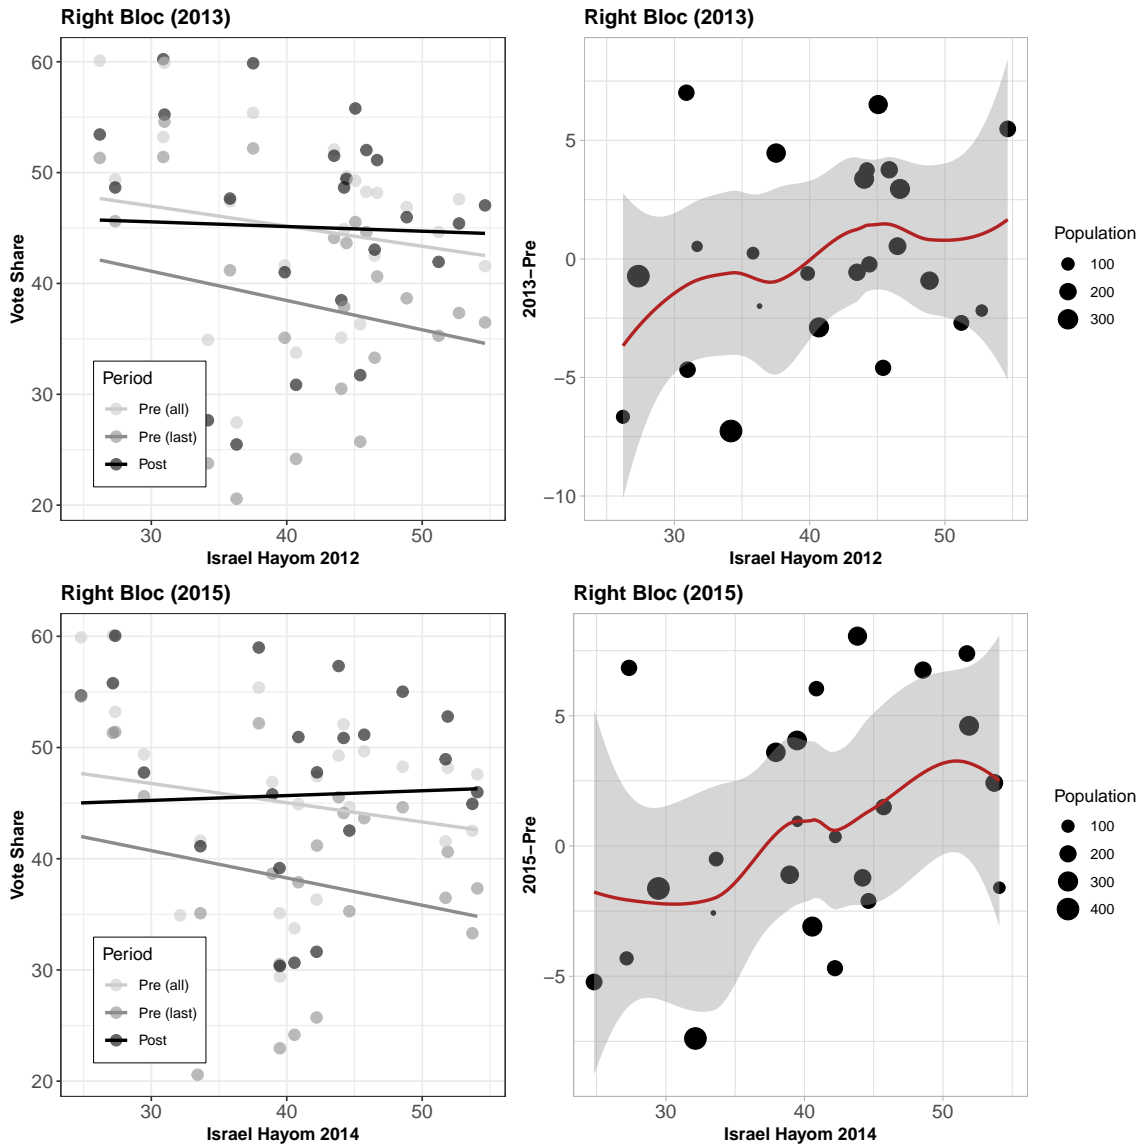 Right Bloc (2013)
Vote Share
60
50
40
30
20
Period
Pre (all)
Pre (last)
Post
30 40 50
Israel Hayom 2012
Right Bloc (2013)
2013−Pre
5
0
−5
−10
30 40 50
Israel Hayom 2012
Population
100
200
300
Right Bloc (2015)
Vote Share
60
50
40
30
20
Period
Pre (all)
Pre (last)
Post
30 40 50
Israel Hayom 2014
Right Bloc (2015)
2015−Pre
5
0
−5
30 40 50
Israel Hayom 2014
Population
100
200
300
400